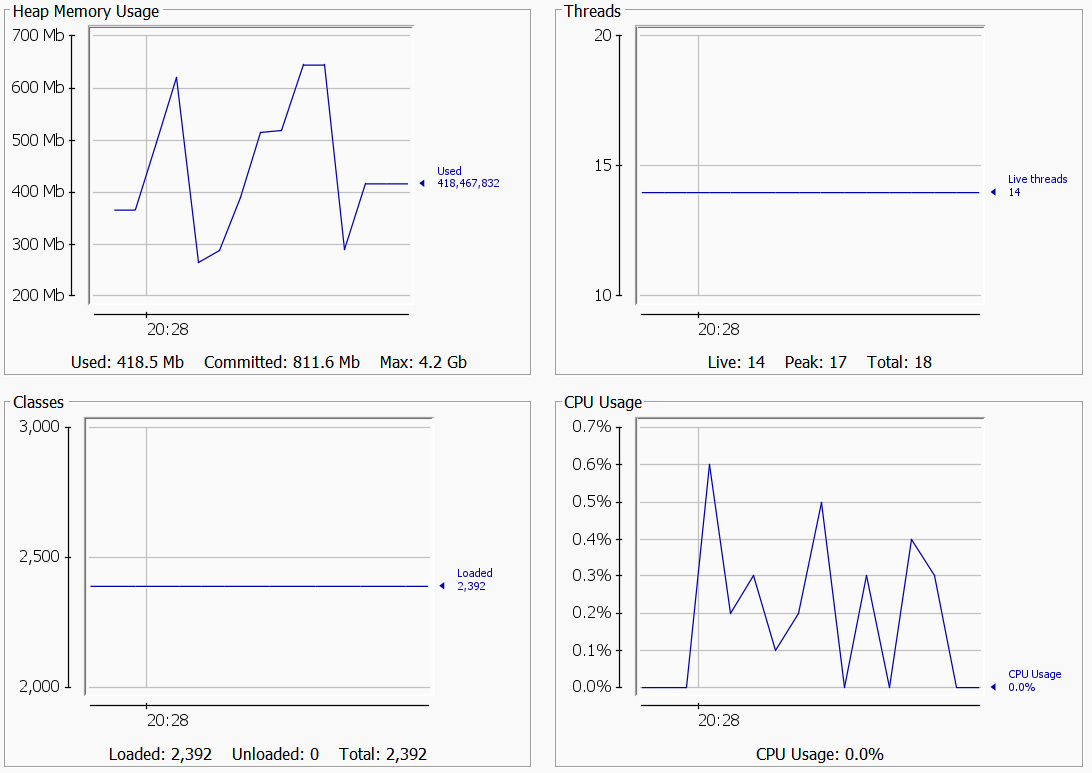 Heap Memory Usage
700 Mb
600 Mb
500 Mb
400 Mb
300 Mb
200 Mb
Used
418,467,832
20:28
Used: 418.5 Mb Committed: 811.6 Mb Max: 4.2 Gb
Threads
20
15
10
Live threads
14
20:28
Live: 14 Peak: 17 Total: 18
Classes
3,000
2,500
2,000
Loaded
2,392
20:28
Loaded: 2,392 Unloaded: 0 Total: 2,392
CPU Usage
0.7%
0.6%
0.5%
0.4%
0.3%
0.2%
0.1%
0.0%
CPU Usage
0.0%
20:28
CPU Usage: 0.0%